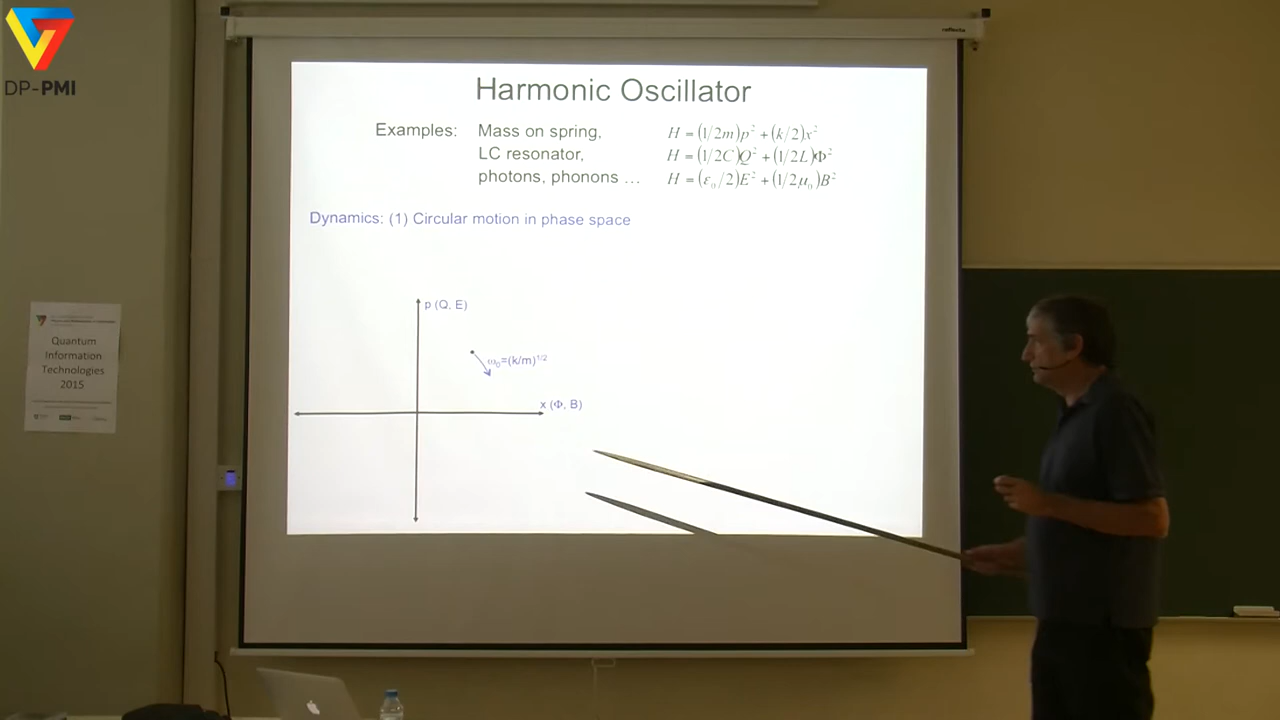 DP-PMI
reflecta
Harmonic Oscillator
Examples: Mass on spring, H = (1/2m)p² + (k/2)x²
LC resonator, H = (1/2C)Q² + (1/2L)Φ²
photons, phonons … H = (ε₀/2)E² + (1/2μ₀)B²
Dynamics: (1) Circular motion in phase space
p (Q, E)
ω₀=(k/m)^1/2
x (Φ, B)
Quantum
Information
Technologies
2015